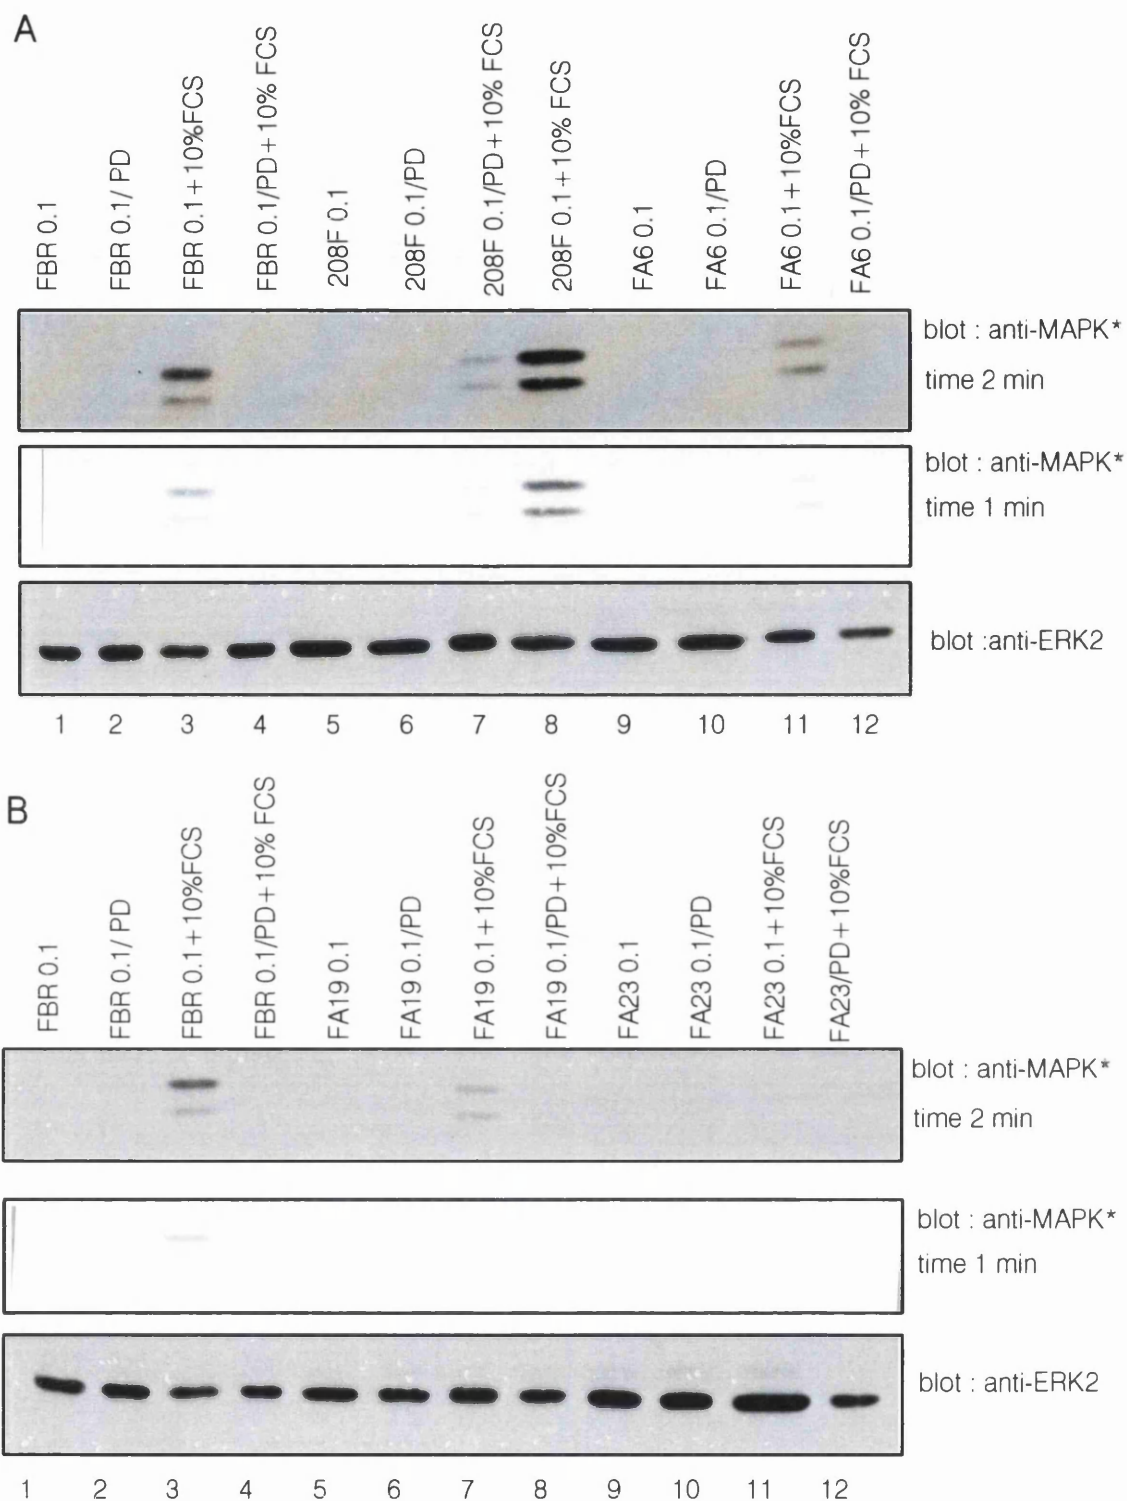 A
FBR 0.1
FBR 0.1/ PD
FBR 0.1+10%FCS
FBR 0.1/PD+10% FCS
208F 0.1
208F 0.1/PD
208F 0.1/PD+10% FCS
208F 0.1+10% FCS
FA6 0.1
FA6 0.1/PD
FA6 0.1+10%FCS
FA6 0.1/PD+10% FCS
blot : anti-MAPK*
time 2 min
blot : anti-MAPK*
time 1 min
blot :anti-ERK2
1 2 3 4 5 6 7 8 9 10 11 12
B
FBR 0.1
FBR 0.1/ PD
FBR 0.1+10%FCS
FBR 0.1/PD+10% FCS
FA19 0.1
FA19 0.1/PD
FA19 0.1+10%FCS
FA19 0.1/PD+10%FCS
FA23 0.1
FA23 0.1/PD
FA23 0.1+10%FCS
FA23/PD+10%FCS
blot : anti-MAPK*
time 2 min
blot : anti-MAPK*
time 1 min
blot : anti-ERK2
1 2 3 4 5 6 7 8 9 10 11 12